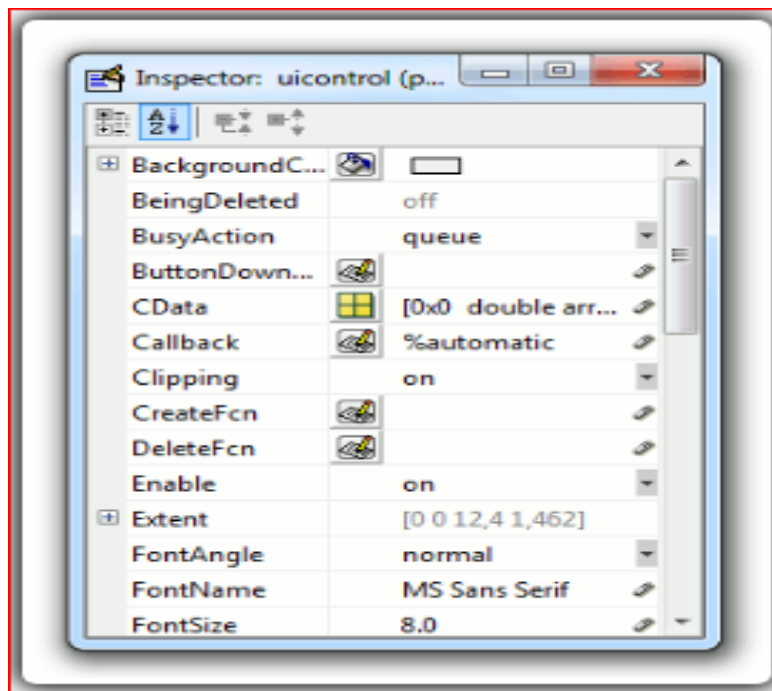 Inspector: uicontrol (p...
BackgroundC...
BeingDeleted off
BusyAction queue
ButtonDown...
CData [0x0 double arr...
Callback %automatic
Clipping on
CreateFcn
DeleteFcn
Enable on
Extent [0 0 12,4 1,462]
FontAngle normal
FontName MS Sans Serif
FontSize 8.0